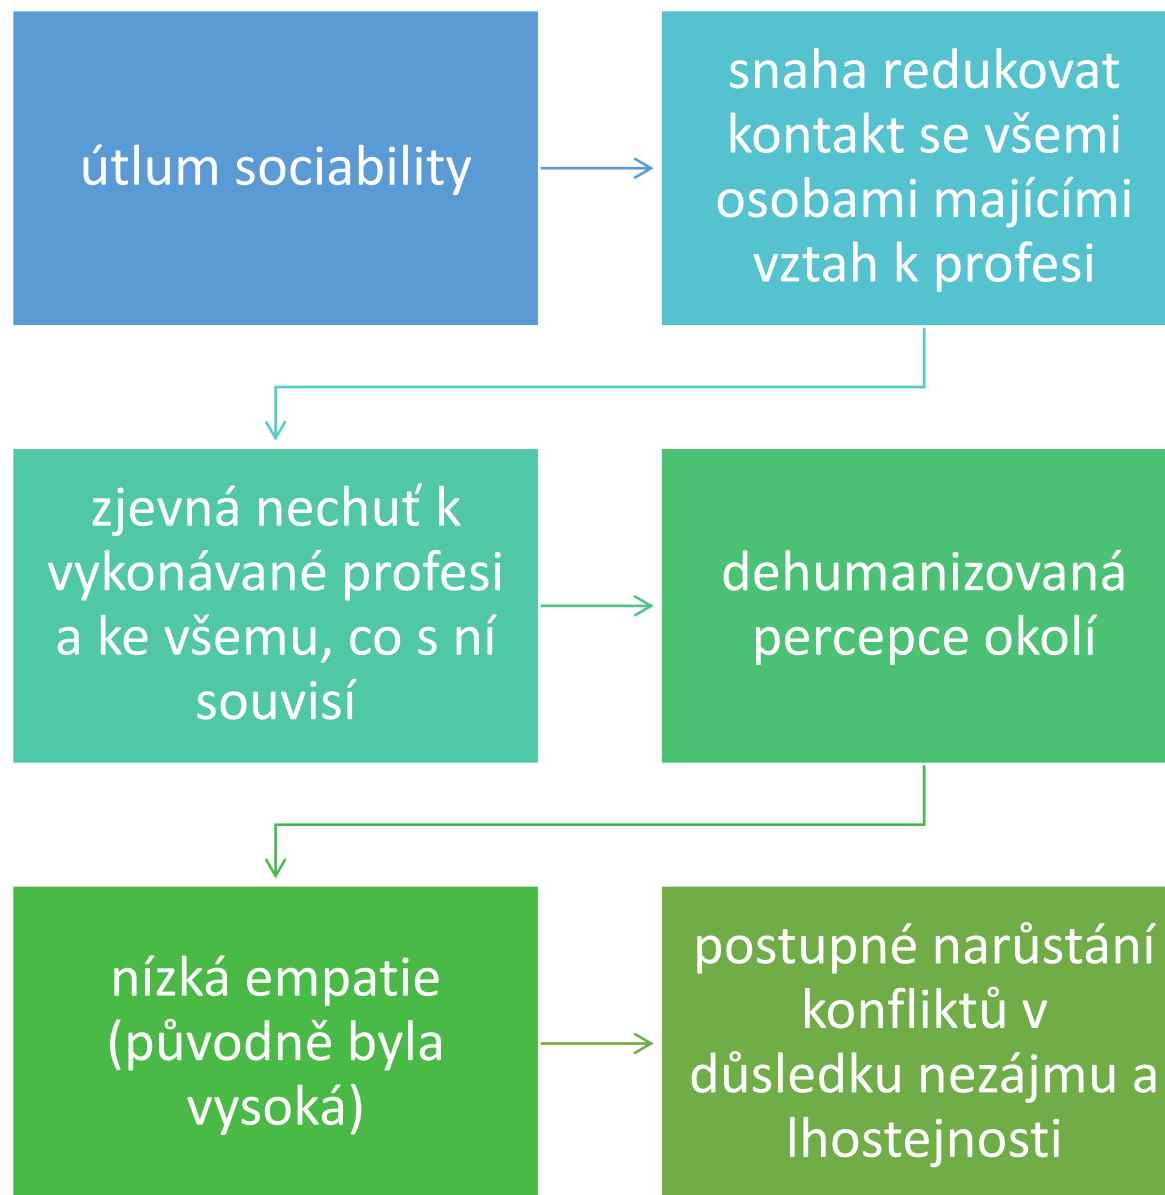 útlum sociability
snaha redukovat
kontakt se všemi
osobami majícími
vztah k profesi
zjevná nechuť k
vykonávané profesi
a ke všemu, co s ní
souvisí
dehumanizovaná
percepce okolí
nízká empatie
(původně byla
vysoká)
postupné narůstání
konfliktů v
důsledku nezájmu a
lhostejnosti